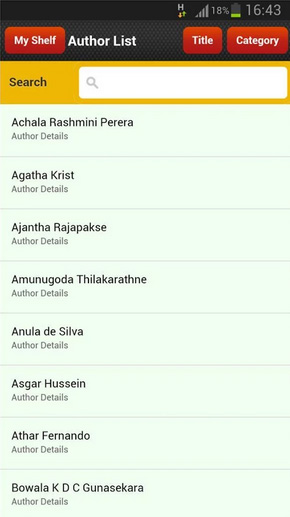 H 18% 16:43
My Shelf Author List Title Category
Search
Achala Rashmini Perera
Author Details
Agatha Krist
Author Details
Ajantha Rajapakse
Author Details
Amunugoda Thilakarathne
Author Details
Anula de Silva
Author Details
Asgar Hussein
Author Details
Athar Fernando
Author Details
Bowala K D C Gunasekara
Author Details